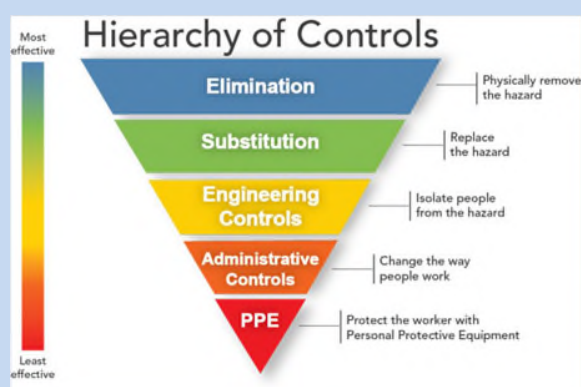 Hierarchy of Controls
Most
effective
Elimination
Physically remove
the hazard
Substitution
Replace
the hazard
Engineering
Controls
Isolate people
from the hazard
Administrative
Controls
Change the way
people work
PPE
Protect the worker with
Personal Protective Equipment
Least
effective